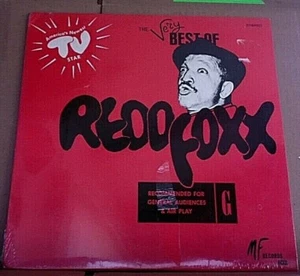 America's Newest
TV
STAR
THE Very
BEST OF
STEREO
REDD FOXX
RECOMMENDED FOR
GENERAL AUDIENCES
& AIR PLAY
G
MF RECORDS